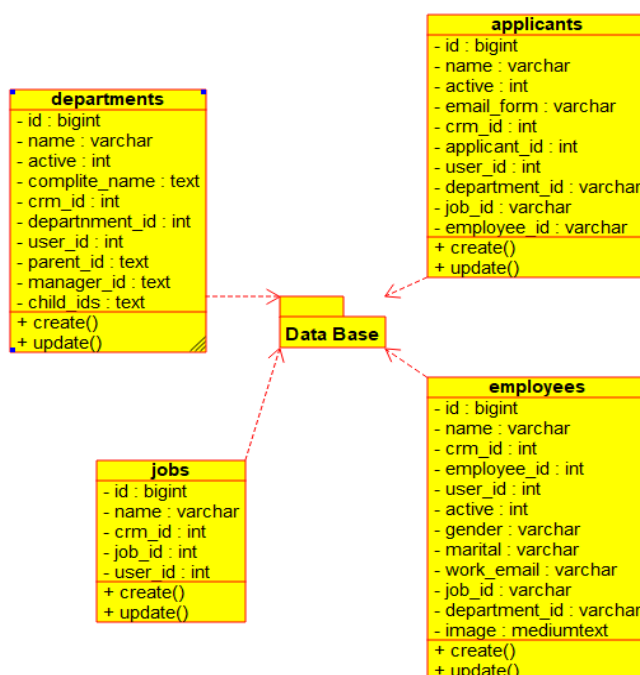 applicants
- id : bigint
- name : varchar
- active : int
- email_form : varchar
- crm_id : int
- applicant_id : int
- user_id : int
- department_id : varchar
- job_id : varchar
- employee_id : varchar
+ create()
+ update()
departments
- id : bigint
- name : varchar
- active : int
- complite_name : text
- crm_id : int
- departnment_id : int
- user_id : int
- parent_id : text
- manager_id : text
- child_ids : text
+ create()
+ update()
Data Base
jobs
- id : bigint
- name : varchar
- crm_id : int
- job_id : int
- user_id : int
+ create()
+ update()
employees
- id : bigint
- name : varchar
- crm_id : int
- employee_id : int
- user_id : int
- active : int
- gender : varchar
- marital : varchar
- work_email : varchar
- job_id : varchar
- department_id : varchar
- image : mediumtext
+ create()
+ update()